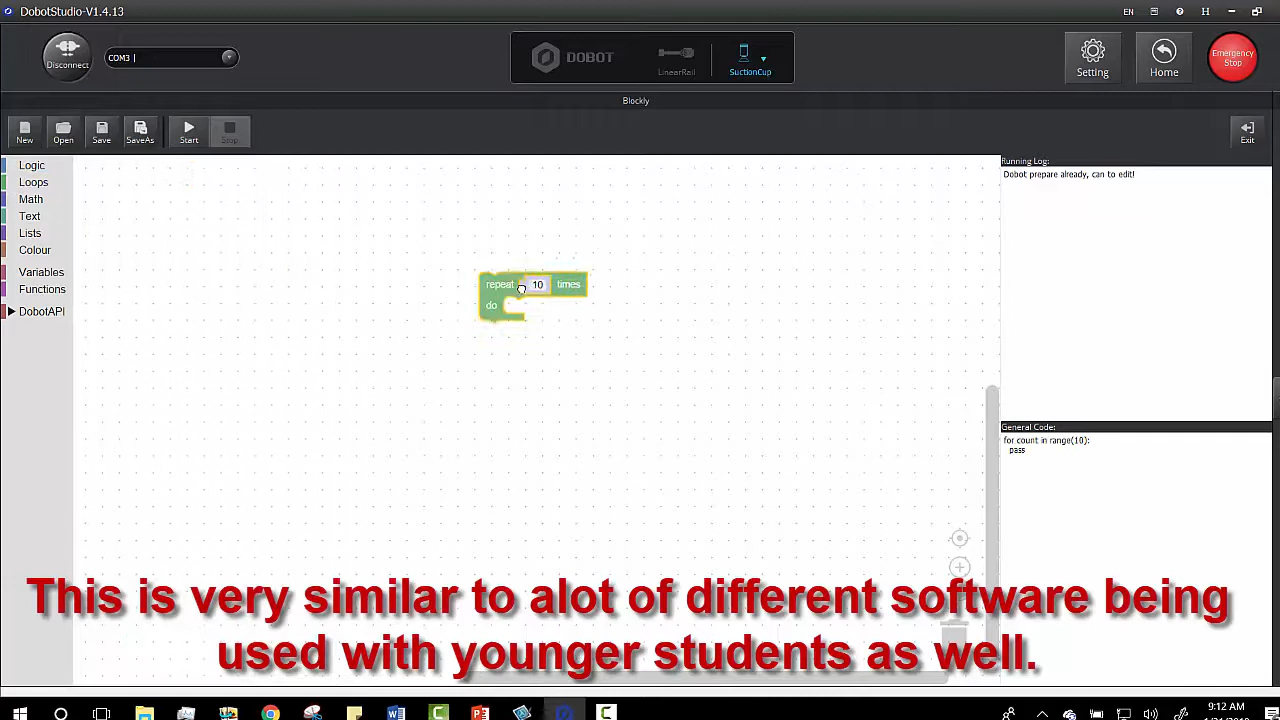 DobotStudio-V1.4.13
EN
H
Disconnect
COM3
DOBOT
LinearRail
SuctionCup
Setting
Home
Emergency
Stop
Blockly
New
Open
Save
SaveAs
Start
Stop
Exit
Logic
Loops
Math
Text
Lists
Colour
Variables
Functions
DobotAPI
repeat 10 times
do
Running Log:
Dobot prepare already, can to edit!
General Code:
for count in range(10):
pass
This is very similar to alot of different software being
used with younger students as well.
9:12 AM